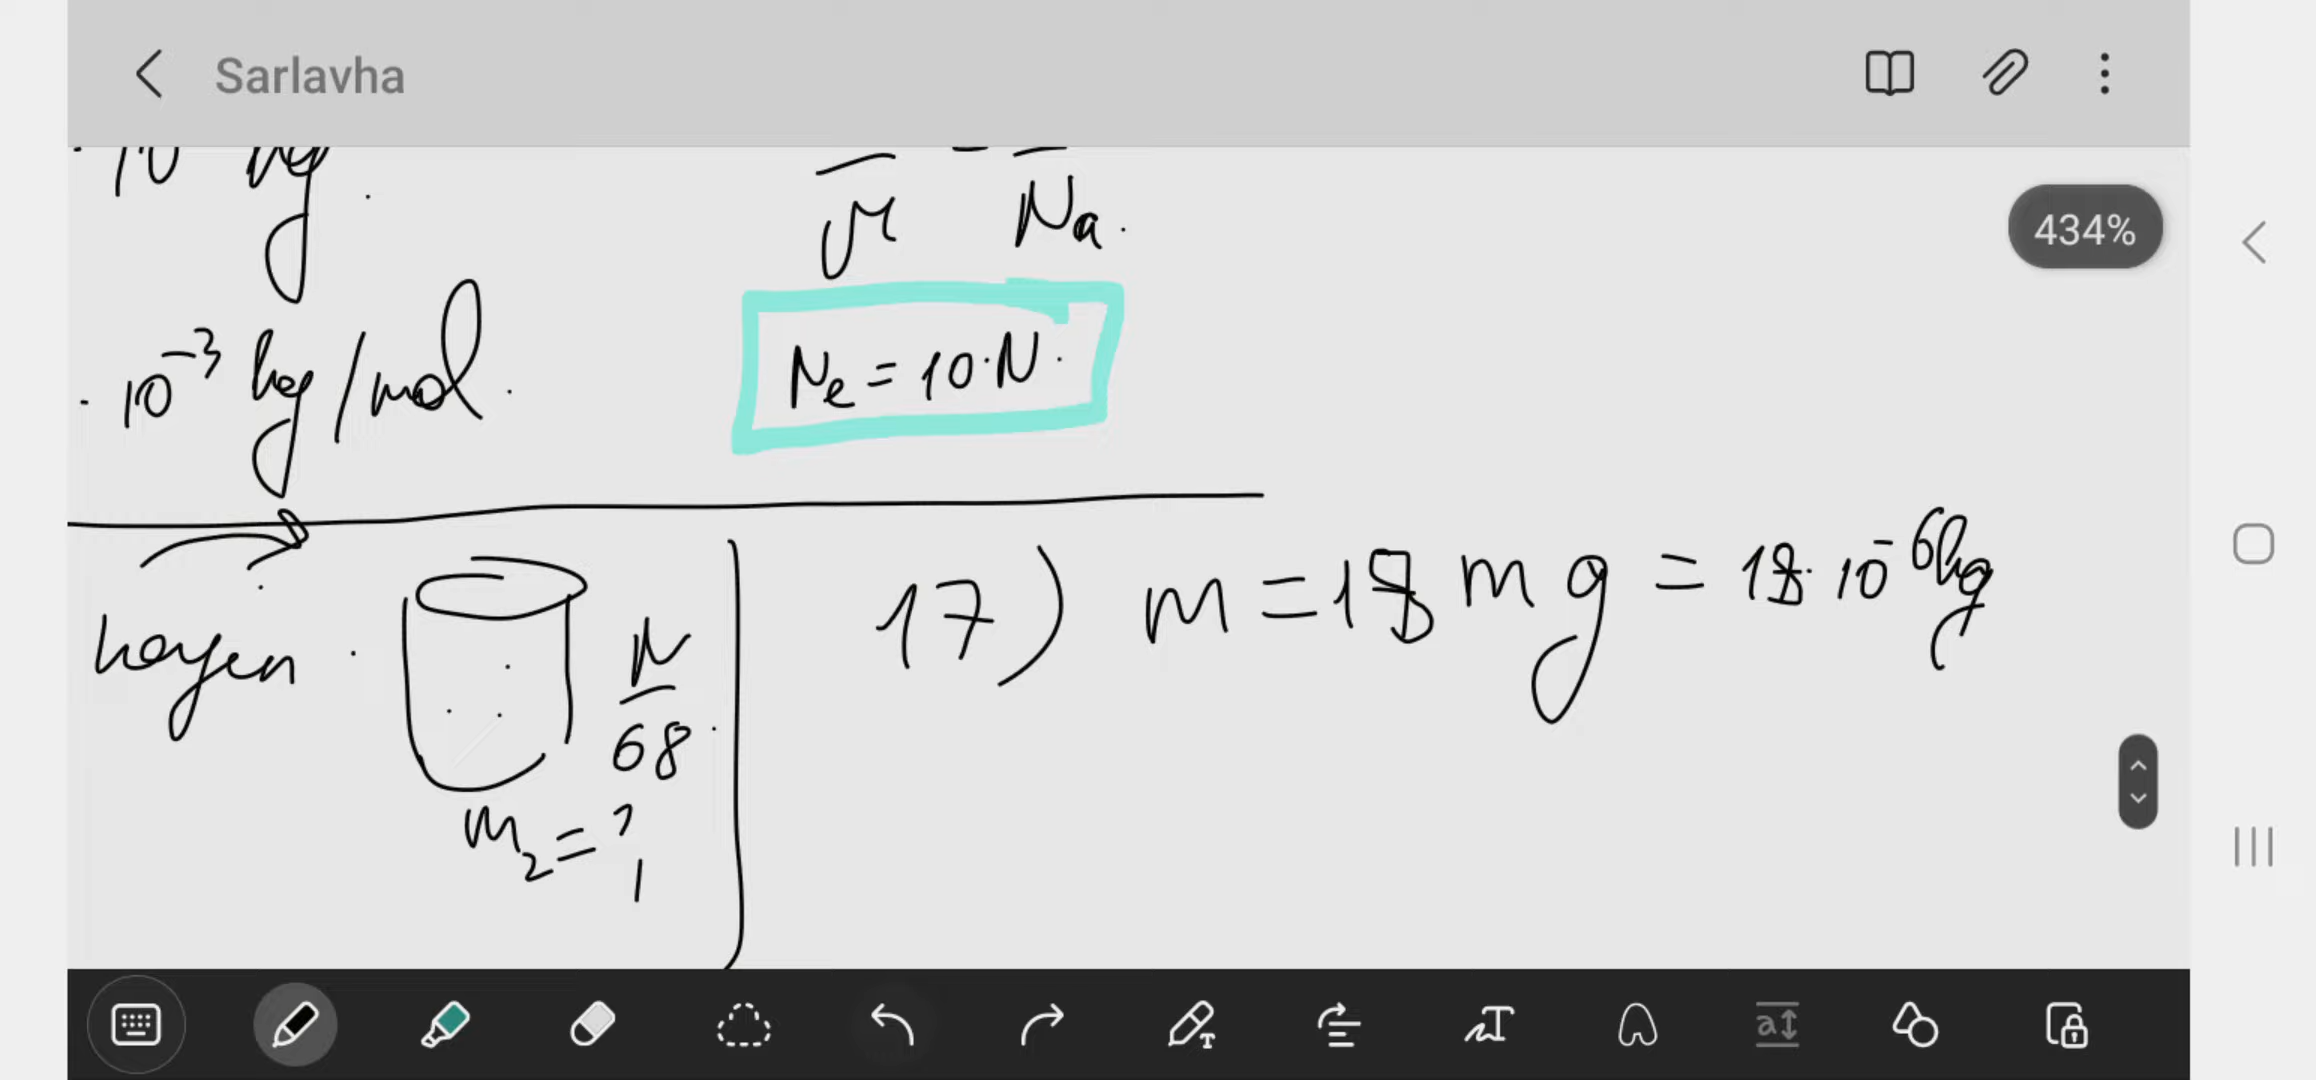 Sarlavha
10 kg.
μ = Na.
434%
Ne = 10·N.
· 10⁻³ kg/mol.
keyin.
N
68.
m₂ = ?
17) m = 18 mg = 18·10⁻⁶ kg